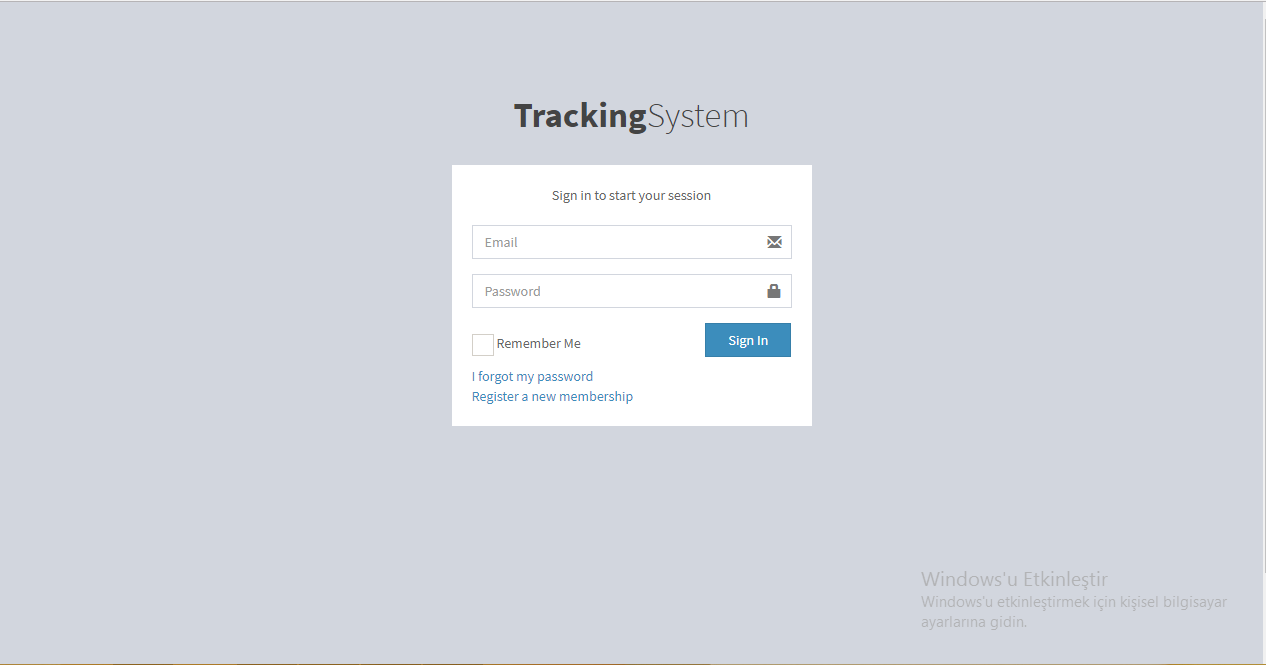 TrackingSystem
Sign in to start your session
Email
Password
Remember Me
Sign In
I forgot my password
Register a new membership
Windows'u Etkinleştir
Windows'u etkinleştirmek için kişisel bilgisayar
ayarlarına gidin.